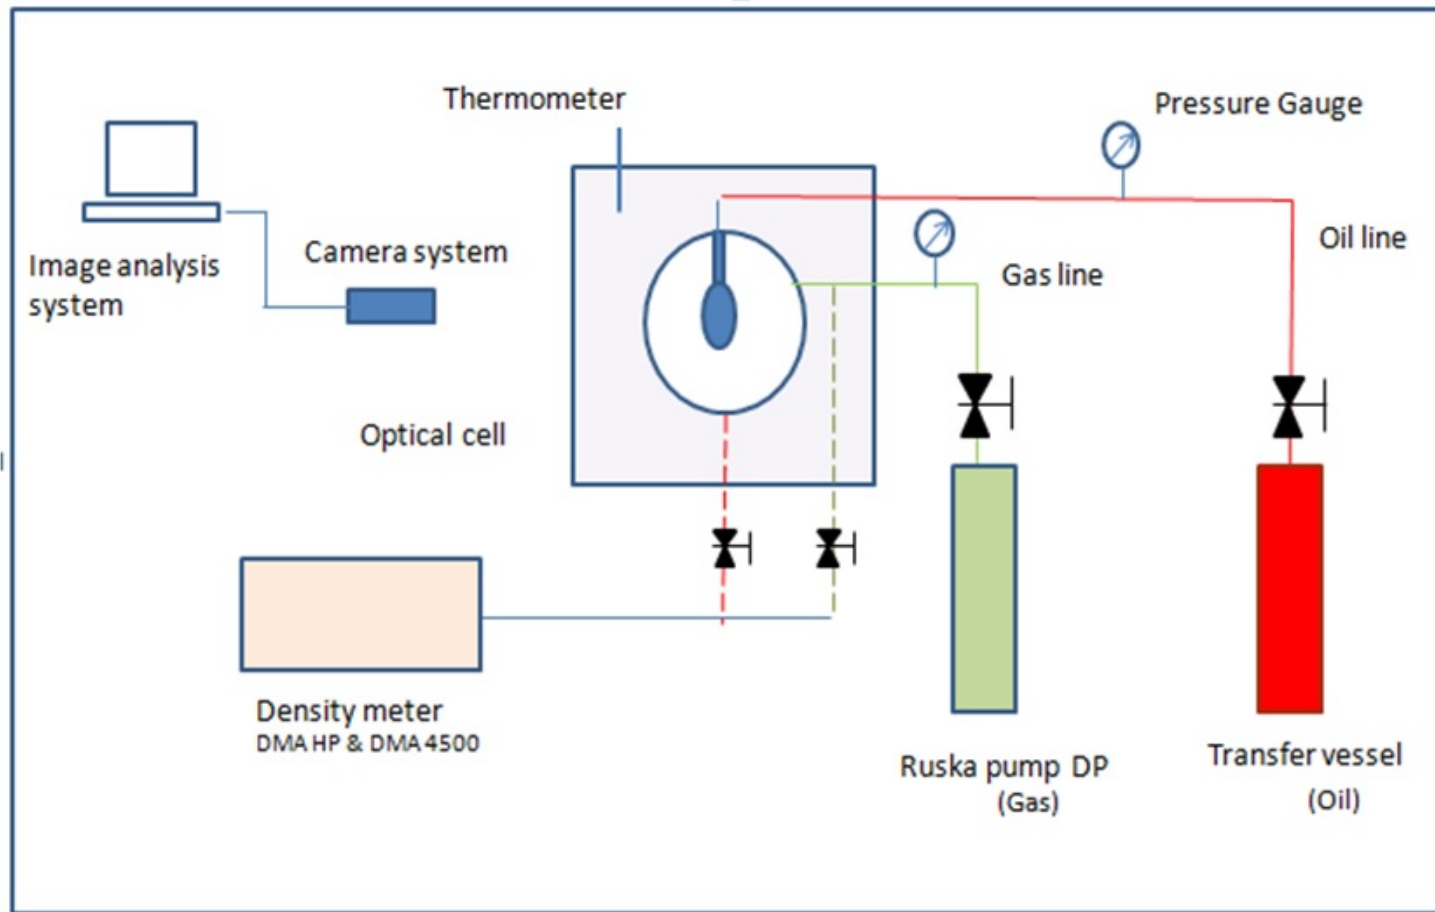 Thermometer
Pressure Gauge
Camera system
Oil line
Image analysis
system
Gas line
Optical cell
Density meter
DMA HP & DMA 4500
Ruska pump DP
(Gas)
Transfer vessel
(Oil)